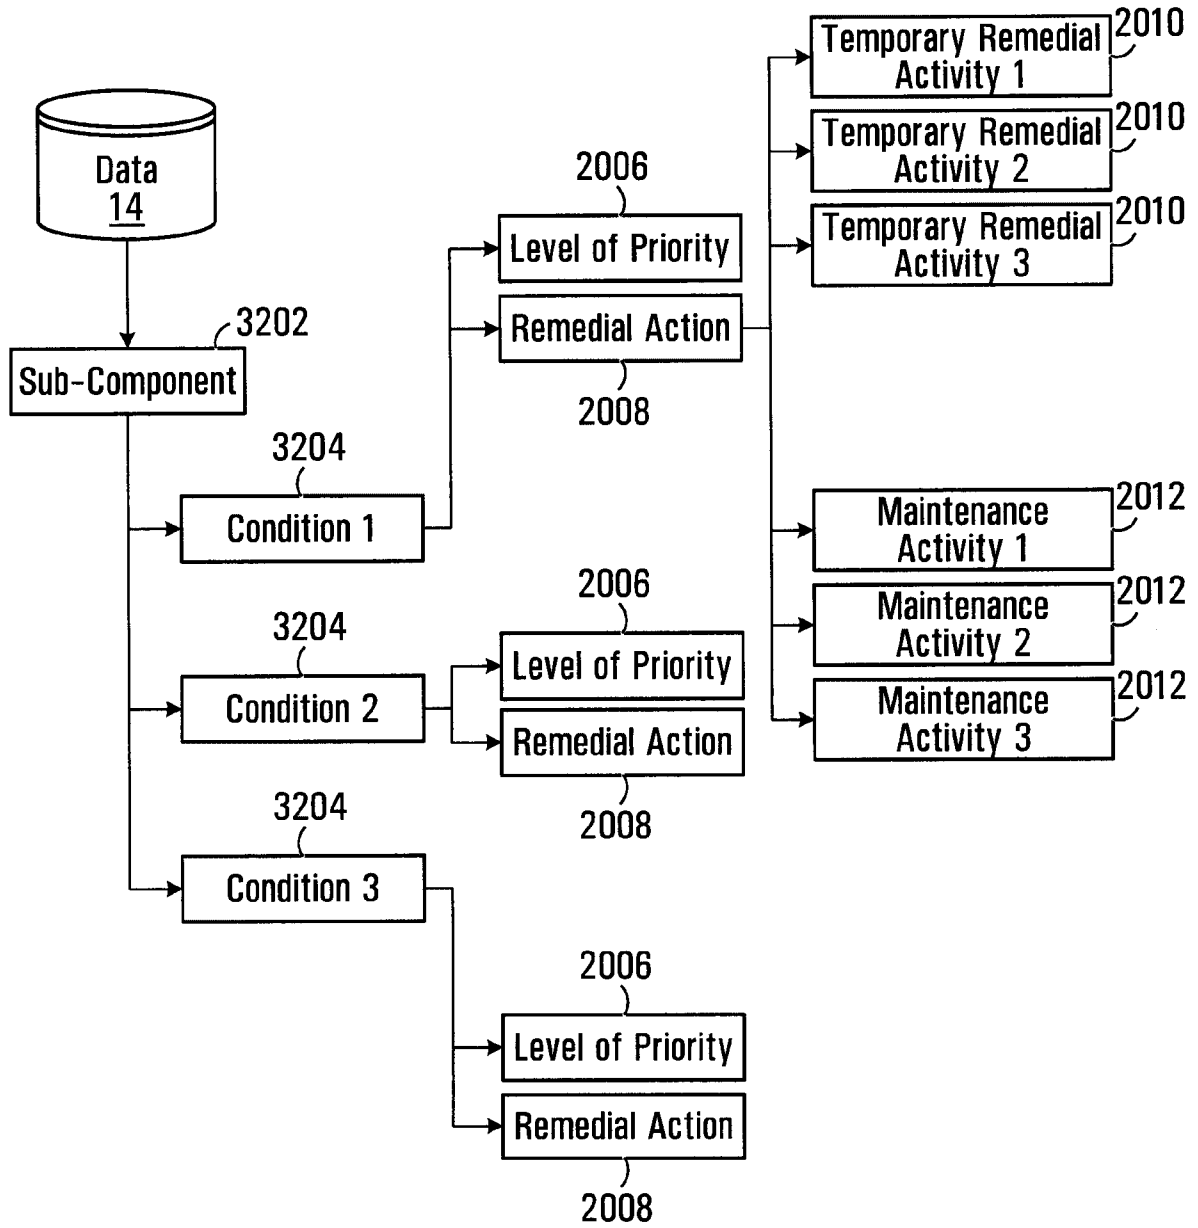 Data
14
3202
Sub-Component
3204
Condition 1
3204
Condition 2
3204
Condition 3
2006
Level of Priority
Remedial Action
2008
2006
Level of Priority
Remedial Action
2008
2006
Level of Priority
Remedial Action
2008
2010
Temporary Remedial
Activity 1
2010
Temporary Remedial
Activity 2
2010
Temporary Remedial
Activity 3
2012
Maintenance
Activity 1
2012
Maintenance
Activity 2
2012
Maintenance
Activity 3